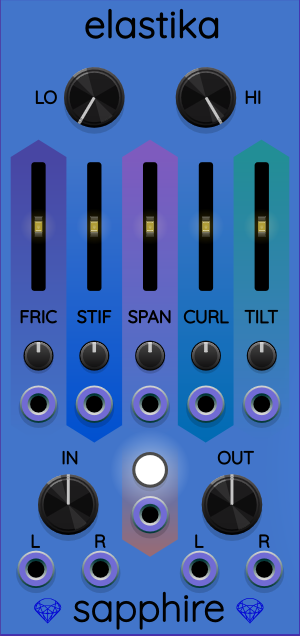 elastika
LO HI
FRIC STIF SPAN CURL TILT
IN OUT
L R L R
sapphire